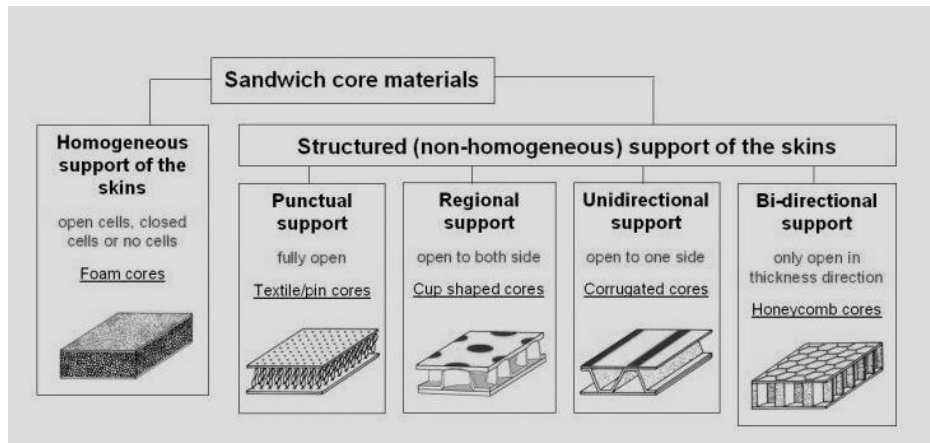 Sandwich core materials
Homogeneous
support of the
skins
open cells, closed
cells or no cells
Foam cores
Structured (non-homogeneous) support of the skins
Punctual
support
fully open
Textile/pin cores
Regional
support
open to both side
Cup shaped cores
Unidirectional
support
open to one side
Corrugated cores
Bi-directional
support
only open in
thickness direction
Honeycomb cores